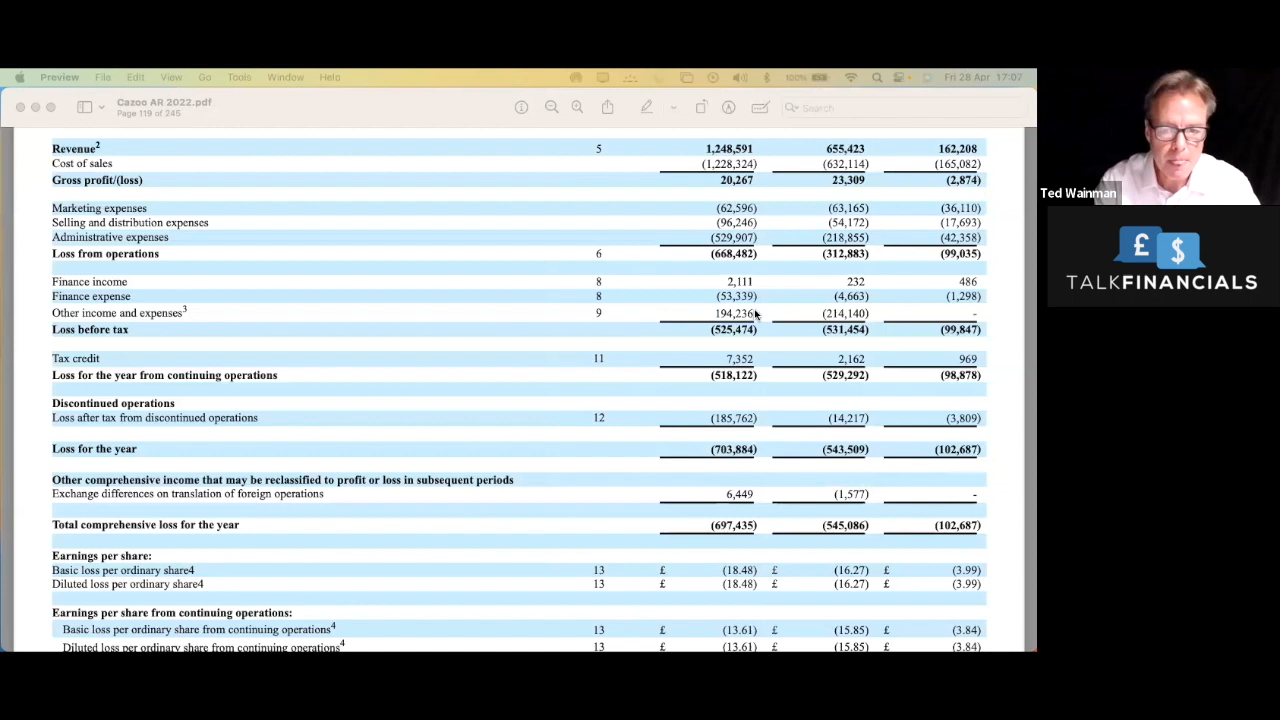 Preview File Edit View Go Tools Window Help 100% Fri 28 Apr 17:07
Cazoo AR 2022.pdf
Page 119 of 245
Search
Revenue2 5 1,248,591 655,423 162,208
Cost of sales (1,228,324) (632,114) (165,082)
Gross profit/(loss) 20,267 23,309 (2,874)
Marketing expenses (62,596) (63,165) (36,110)
Selling and distribution expenses (96,246) (54,172) (17,693)
Administrative expenses (529,907) (218,855) (42,358)
Loss from operations 6 (668,482) (312,883) (99,035)
Finance income 8 2,111 232 486
Finance expense 8 (53,339) (4,663) (1,298)
Other income and expenses3 9 194,236 (214,140) -
Loss before tax (525,474) (531,454) (99,847)
Tax credit 11 7,352 2,162 969
Loss for the year from continuing operations (518,122) (529,292) (98,878)
Discontinued operations
Loss after tax from discontinued operations 12 (185,762) (14,217) (3,809)
Loss for the year (703,884) (543,509) (102,687)
Other comprehensive income that may be reclassified to profit or loss in subsequent periods
Exchange differences on translation of foreign operations 6,449 (1,577) -
Total comprehensive loss for the year (697,435) (545,086) (102,687)
Earnings per share:
Basic loss per ordinary share4 13 £ (18.48) £ (16.27) £ (3.99)
Diluted loss per ordinary share4 13 £ (18.48) £ (16.27) £ (3.99)
Earnings per share from continuing operations:
Basic loss per ordinary share from continuing operations4 13 £ (13.61) £ (15.85) £ (3.84)
Diluted loss per ordinary share from continuing operations4 13 £ (13.61) £ (15.85) £ (3.84)
Ted Wainman
£ $
TALKFINANCIALS